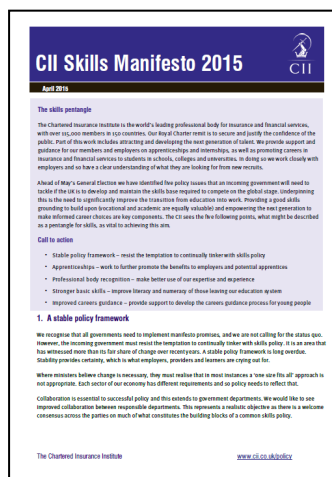 CII Skills Manifesto 2015
CII
April 2015
The skills pentangle
The Chartered Insurance Institute is the world's leading professional body for insurance and financial services,
with over 115,000 members in 150 countries. Our Royal Charter remit is to secure and justify the confidence of the
public. Part of this work includes attracting and developing the next generation of talent. We provide support and
guidance for our members and employers on apprenticeships and internships, as well as promoting careers in
insurance and financial services to students in schools, colleges and universities. In doing so we work closely with
employers and so have a clear understanding of what they are looking for from new recruits.
Ahead of May's General Election we have identified five policy issues that an incoming government will need to
tackle if the UK is to develop and maintain the skills base required to compete on the global stage. Underpinning
this is the need to significantly improve the transition from education into work. Providing a good skills
grounding to build upon (vocational and academic are equally valuable) and empowering the next generation to
make informed career choices are key components. The CII sees the five following points, what might be described
as a pentangle for skills, as vital to achieving this aim.
Call to action
• Stable policy framework – resist the temptation to continually tinker with skills policy
• Apprenticeships – work to further promote the benefits to employers and potential apprentices
• Professional body recognition – make better use of our expertise and experience
• Stronger basic skills – improve literacy and numeracy of those leaving our education system
• Improved careers guidance – provide support to develop the careers guidance process for young people
1. A stable policy framework
We recognise that all governments need to implement manifesto promises, and we are not calling for the status quo.
However, the incoming government must resist the temptation to continually tinker with skills policy. It is an area
that has witnessed more than its fair share of change over recent years. A stable policy framework is long overdue.
Stability provides certainty, which is what employers, providers and learners are crying out for.
Where ministers believe change is necessary, they must realise that in most instances a 'one size fits all' approach is
not appropriate. Each sector of our economy has different requirements and so policy needs to reflect that.
Collaboration is essential to successful policy and this extends to government departments. We would like to see
improved collaboration between responsible departments. This represents a realistic objective as there is a welcome
consensus across the parties on much of what constitutes the building blocks of a common skills policy.
The Chartered Insurance Institute www.cii.co.uk/policy